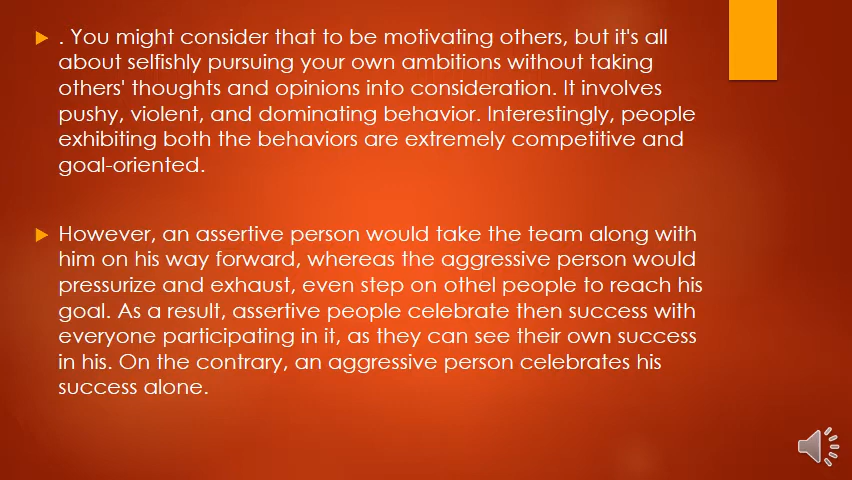 . You might consider that to be motivating others, but it's all
about selfishly pursuing your own ambitions without taking
others' thoughts and opinions into consideration. It involves
pushy, violent, and dominating behavior. Interestingly, people
exhibiting both the behaviors are extremely competitive and
goal-oriented.
However, an assertive person would take the team along with
him on his way forward, whereas the aggressive person would
pressurize and exhaust, even step on othel people to reach his
goal. As a result, assertive people celebrate then success with
everyone participating in it, as they can see their own success
in his. On the contrary, an aggressive person celebrates his
success alone.